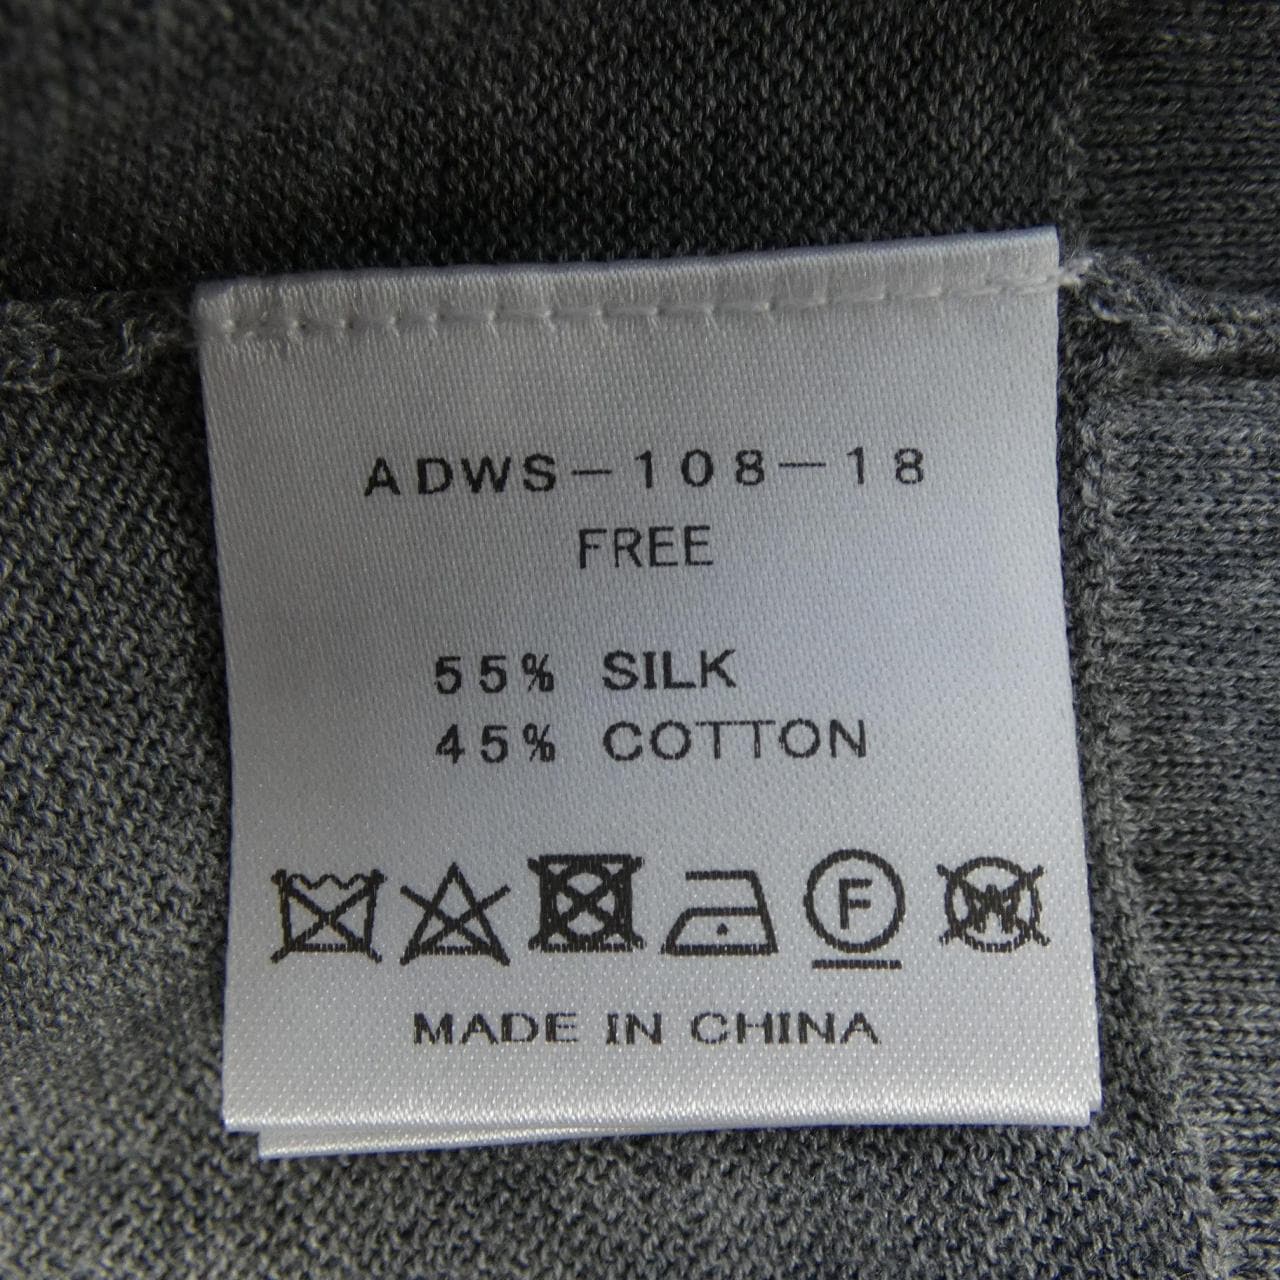 ADWS-108-18
FREE
55% SILK
45% COTTON
F W
MADE IN CHINA